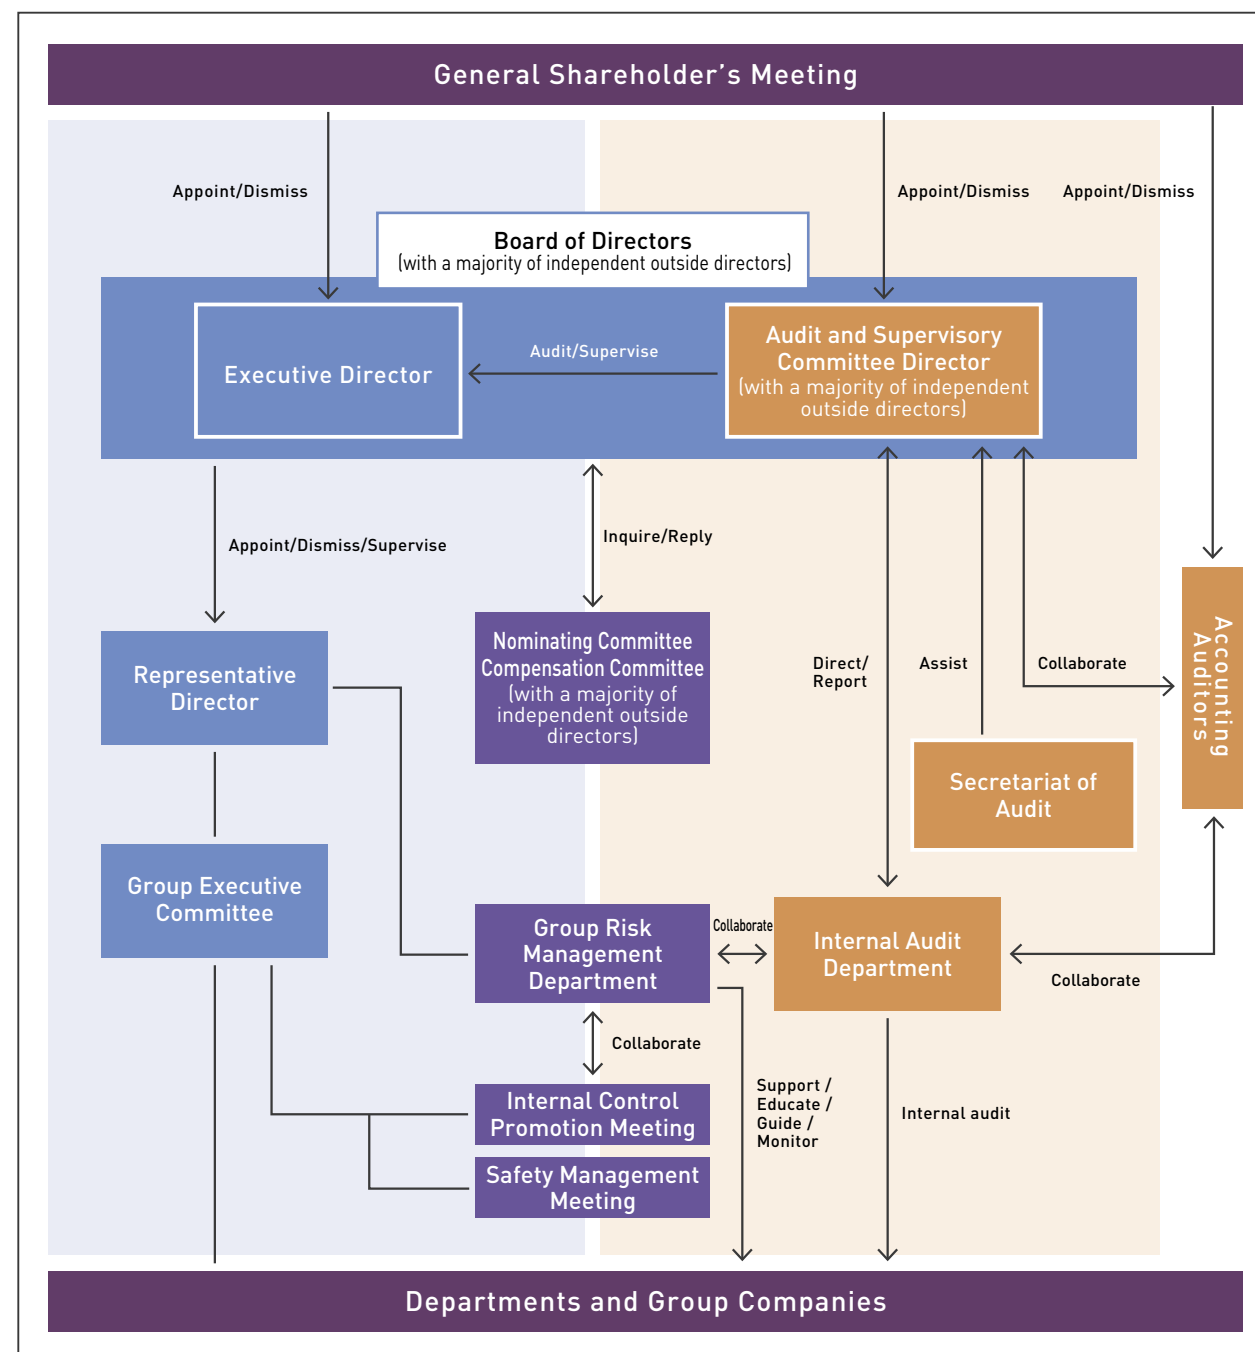 General Shareholder's Meeting
Appoint/Dismiss
Appoint/Dismiss
Appoint/Dismiss
Board of Directors
(with a majority of independent outside directors)
Executive Director
Audit/Supervise
Audit and Supervisory
Committee Director
(with a majority of independent
outside directors)
Appoint/Dismiss/Supervise
Inquire/Reply
Representative
Director
Nominating Committee
Compensation Committee
(with a majority of
independent outside
directors)
Direct/
Report
Assist
Collaborate
Accounting
Auditors
Secretariat of
Audit
Group Executive
Committee
Group Risk
Management
Department
Collaborate
Internal Audit
Department
Collaborate
Collaborate
Internal Control
Promotion Meeting
Support /
Educate /
Guide /
Monitor
Internal audit
Safety Management
Meeting
Departments and Group Companies